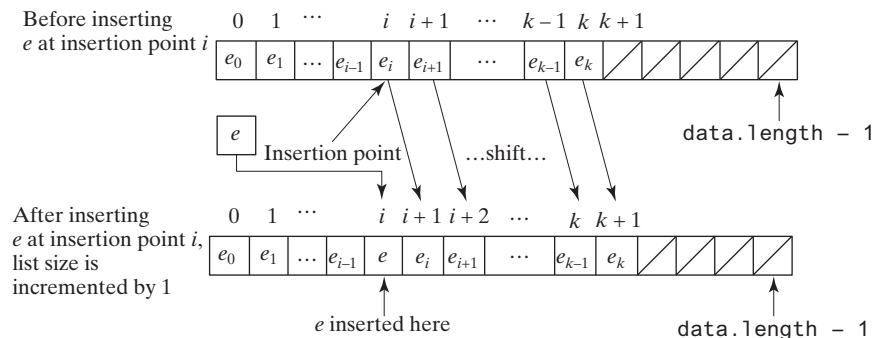 Before inserting
e at insertion point i
0 1 ... i i+1 ... k−1 k k+1
e0 e1 ... ei−1 ei ei+1 ... ek−1 ek
e
Insertion point
...shift...
data.length - 1
After inserting
e at insertion point i,
list size is
incremented by 1
0 1 ... i i+1 i+2 ... k k+1
e0 e1 ... ei−1 e ei ei+1 ... ek−1 ek
e inserted here
data.length - 1